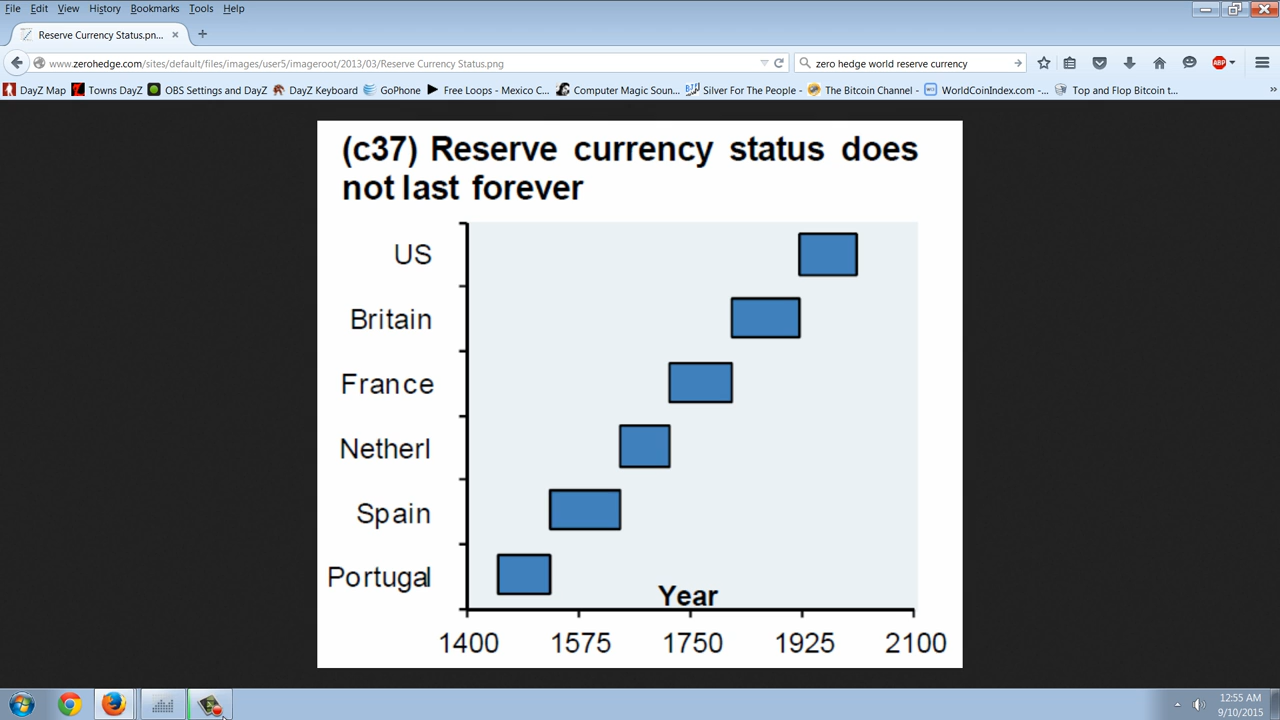 File Edit View History Bookmarks Tools Help
Reserve Currency Status.pn...
www.zerohedge.com/sites/default/files/images/user5/imageroot/2013/03/Reserve Currency Status.png
zero hedge world reserve currency
ABP
DayZ Map Towns DayZ OBS Settings and DayZ DayZ Keyboard GoPhone Free Loops - Mexico C... Computer Magic Soun... Silver For The People - ... The Bitcoin Channel - ... WorldCoinIndex.com -... Top and Flop Bitcoin t...
(c37) Reserve currency status does
not last forever
US
Britain
France
Netherl
Spain
Portugal
Year
1400 1575 1750 1925 2100
12:55 AM
9/10/2015